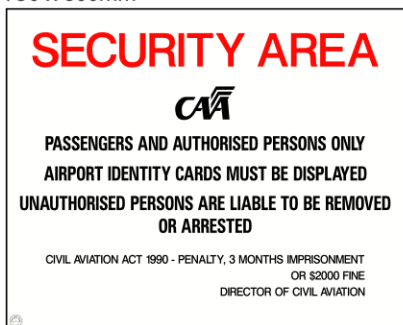 SECURITY AREA
CAA
PASSENGERS AND AUTHORISED PERSONS ONLY
AIRPORT IDENTITY CARDS MUST BE DISPLAYED
UNAUTHORISED PERSONS ARE LIABLE TO BE REMOVED
OR ARRESTED
CIVIL AVIATION ACT 1990 - PENALTY, 3 MONTHS IMPRISONMENT
OR $2000 FINE
DIRECTOR OF CIVIL AVIATION